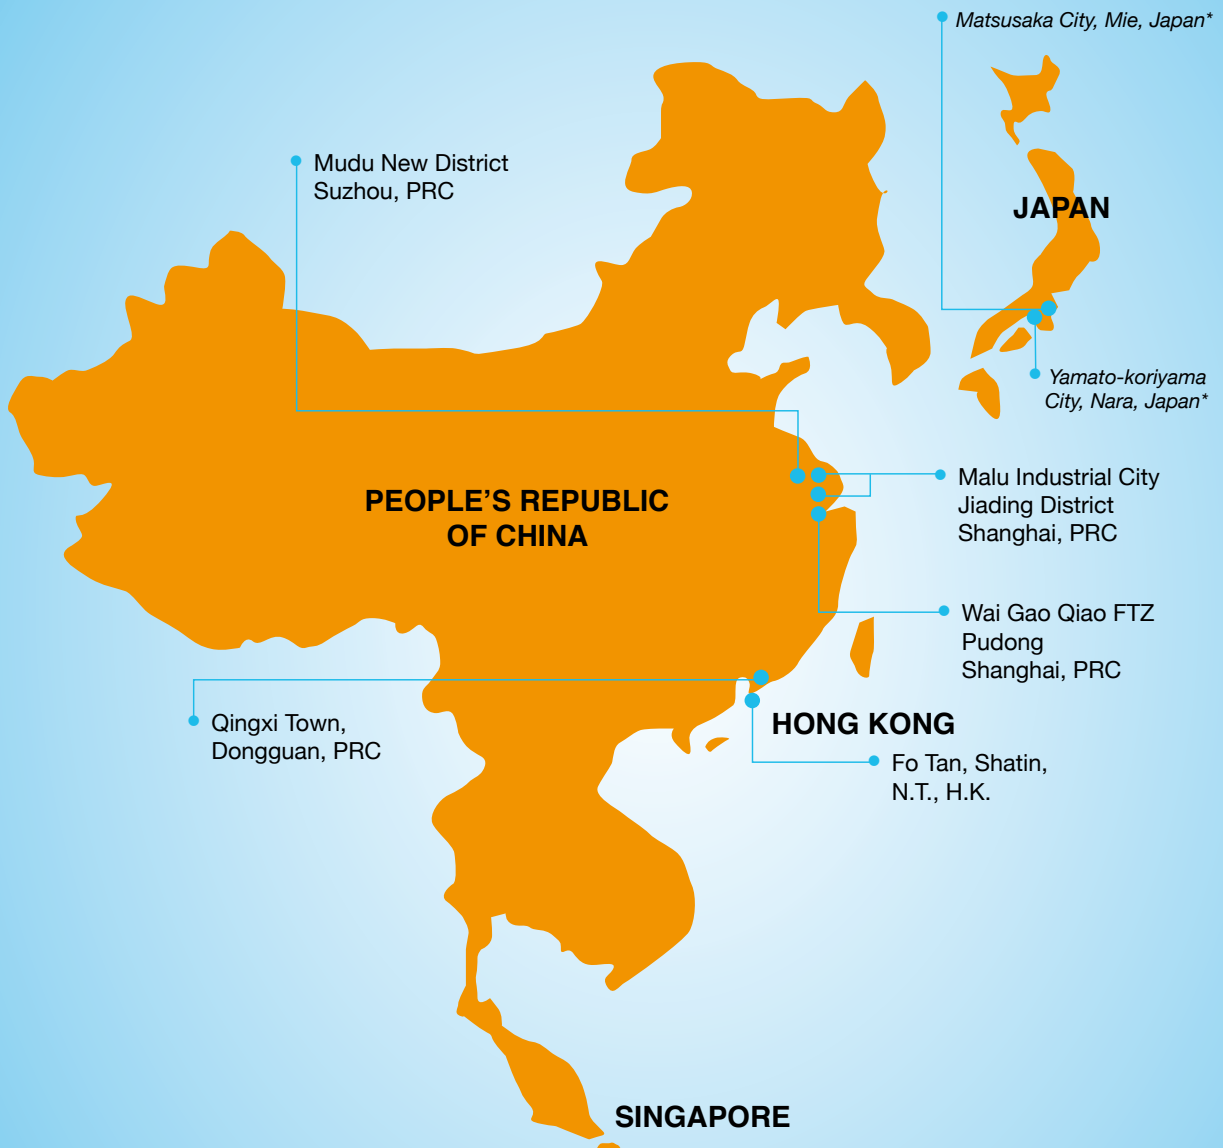 Matsusaka City, Mie, Japan*
Mudu New District
Suzhou, PRC
JAPAN
Yamato-koriyama
City, Nara, Japan*
PEOPLE’S REPUBLIC
OF CHINA
Malu Industrial City
Jiading District
Shanghai, PRC
Wai Gao Qiao FTZ
Pudong
Shanghai, PRC
Qingxi Town,
Dongguan, PRC
HONG KONG
Fo Tan, Shatin,
N.T., H.K.
SINGAPORE